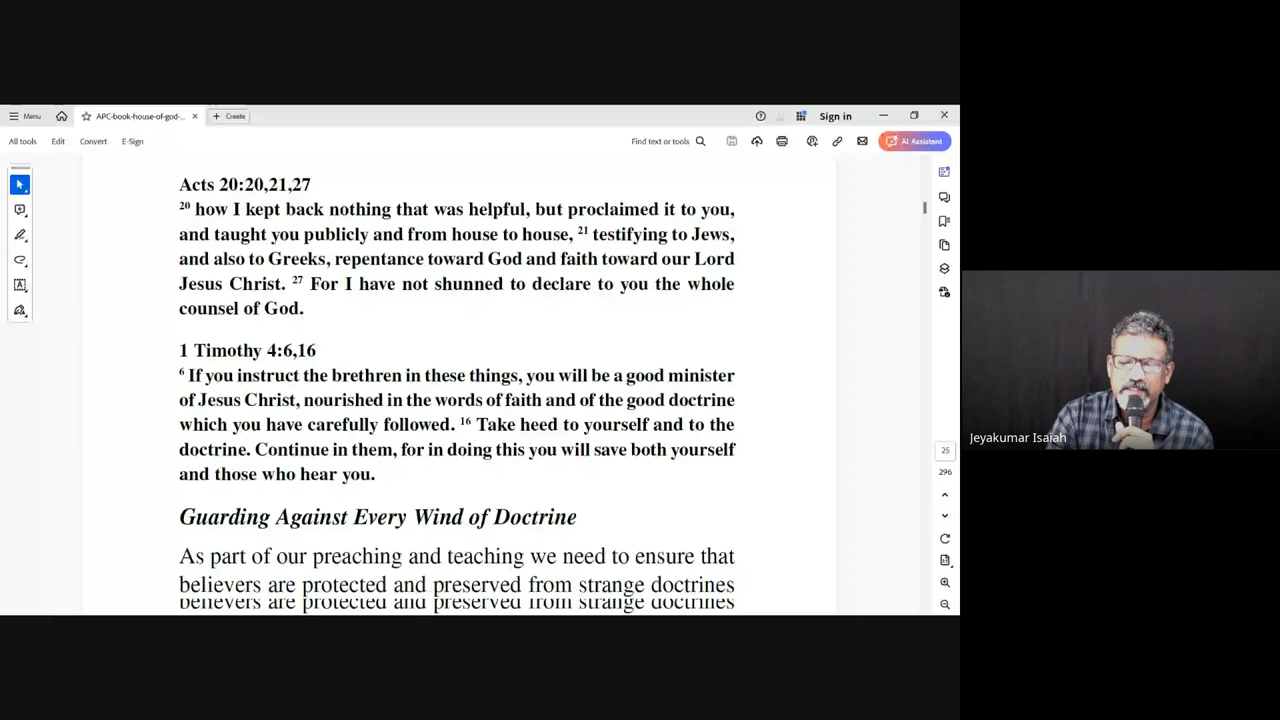 Menu
APC-book-house-of-god-...
Create
Sign in
All tools
Edit
Convert
E-Sign
Find text or tools
AI Assistant
Acts 20:20,21,27
20 how I kept back nothing that was helpful, but proclaimed it to you,
and taught you publicly and from house to house, 21 testifying to Jews,
and also to Greeks, repentance toward God and faith toward our Lord
Jesus Christ. 27 For I have not shunned to declare to you the whole
counsel of God.
1 Timothy 4:6,16
6 If you instruct the brethren in these things, you will be a good minister
of Jesus Christ, nourished in the words of faith and of the good doctrine
which you have carefully followed. 16 Take heed to yourself and to the
doctrine. Continue in them, for in doing this you will save both yourself
and those who hear you.
Guarding Against Every Wind of Doctrine
As part of our preaching and teaching we need to ensure that
believers are protected and preserved from strange doctrines
believers are protected and preserved from strange doctrines
25
296
Jeyakumar Isaiah